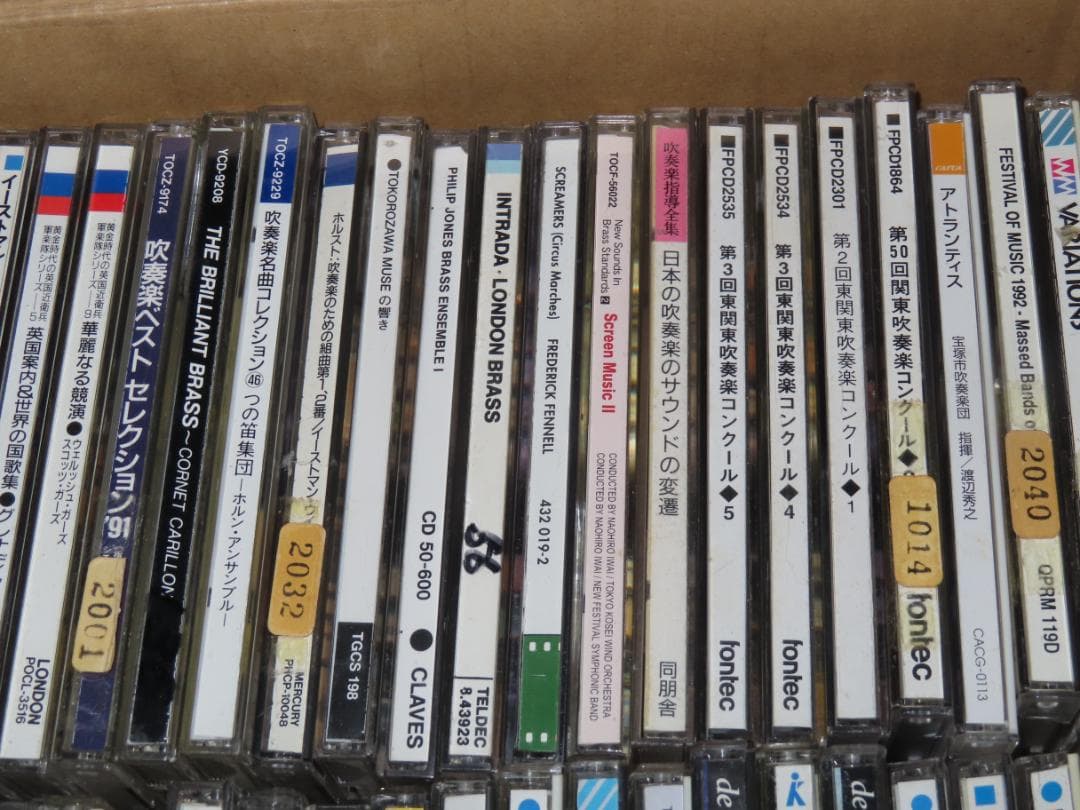 イーストマン
黄金時代の英国近衛兵
軍楽隊シリーズ—5
英国案内&世界の国歌集●
黄金時代の英国近衛兵
軍楽隊シリーズ—9
華麗なる競演●
ウェルッシュ・ガーズ
スコッツ・ガーズ
LONDON
POCL-3516
TOCZ-9174
吹奏楽ベスト セレクション'91
2001
YCD-9208
THE BRILLIANT BRASS～CORNET CARILLON
TOCZ-9229
吹奏楽名曲コレクション㊻つの笛集団—ホルン・アンサンブル—
ホルスト:吹奏楽のための組曲第1・2番/イーストマン・ウ
2032
MERCURY
PHCP-10048
●TOKOROZAWA MUSE の響き
TGCS 198
PHILIP JONES BRASS ENSEMBLE I
CD 50-600 ● CLAVES
INTRADA・LONDON BRASS
56
TELDEC
8.43923
SCREAMERS (Circus Marches) FREDERICK FENNELL
432 019-2
TOCF-56022
New Sounds In
Brass Standards 2
Screen Music II
CONDUCTED BY NAOHIRO IWAI / TOKYO KOSEI WIND ORCHESTRA
CONDUCTED BY NAOHIRO IWAI / NEW FESTIVAL SYMPHONIC BAND
吹奏楽指導全集
日本の吹奏楽のサウンドの変遷
同朋舎
■FPCD2535 第3回東関東吹奏楽コンクール◆5
fontec
■FPCD2534 第3回東関東吹奏楽コンクール◆4
fontec
■FPCD2301 第2回東関東吹奏楽コンクール◆1
■FPCD1864 第50回関東吹奏楽コンクール◆
1014
fontec
CAFUA
アトランティス
宝塚市吹奏楽団 指揮/渡辺秀之
CACG-0113
FESTIVAL OF MUSIC 1992 - Massed Bands o
2040
QPRM 119D
VARIATIONS
de
K
de